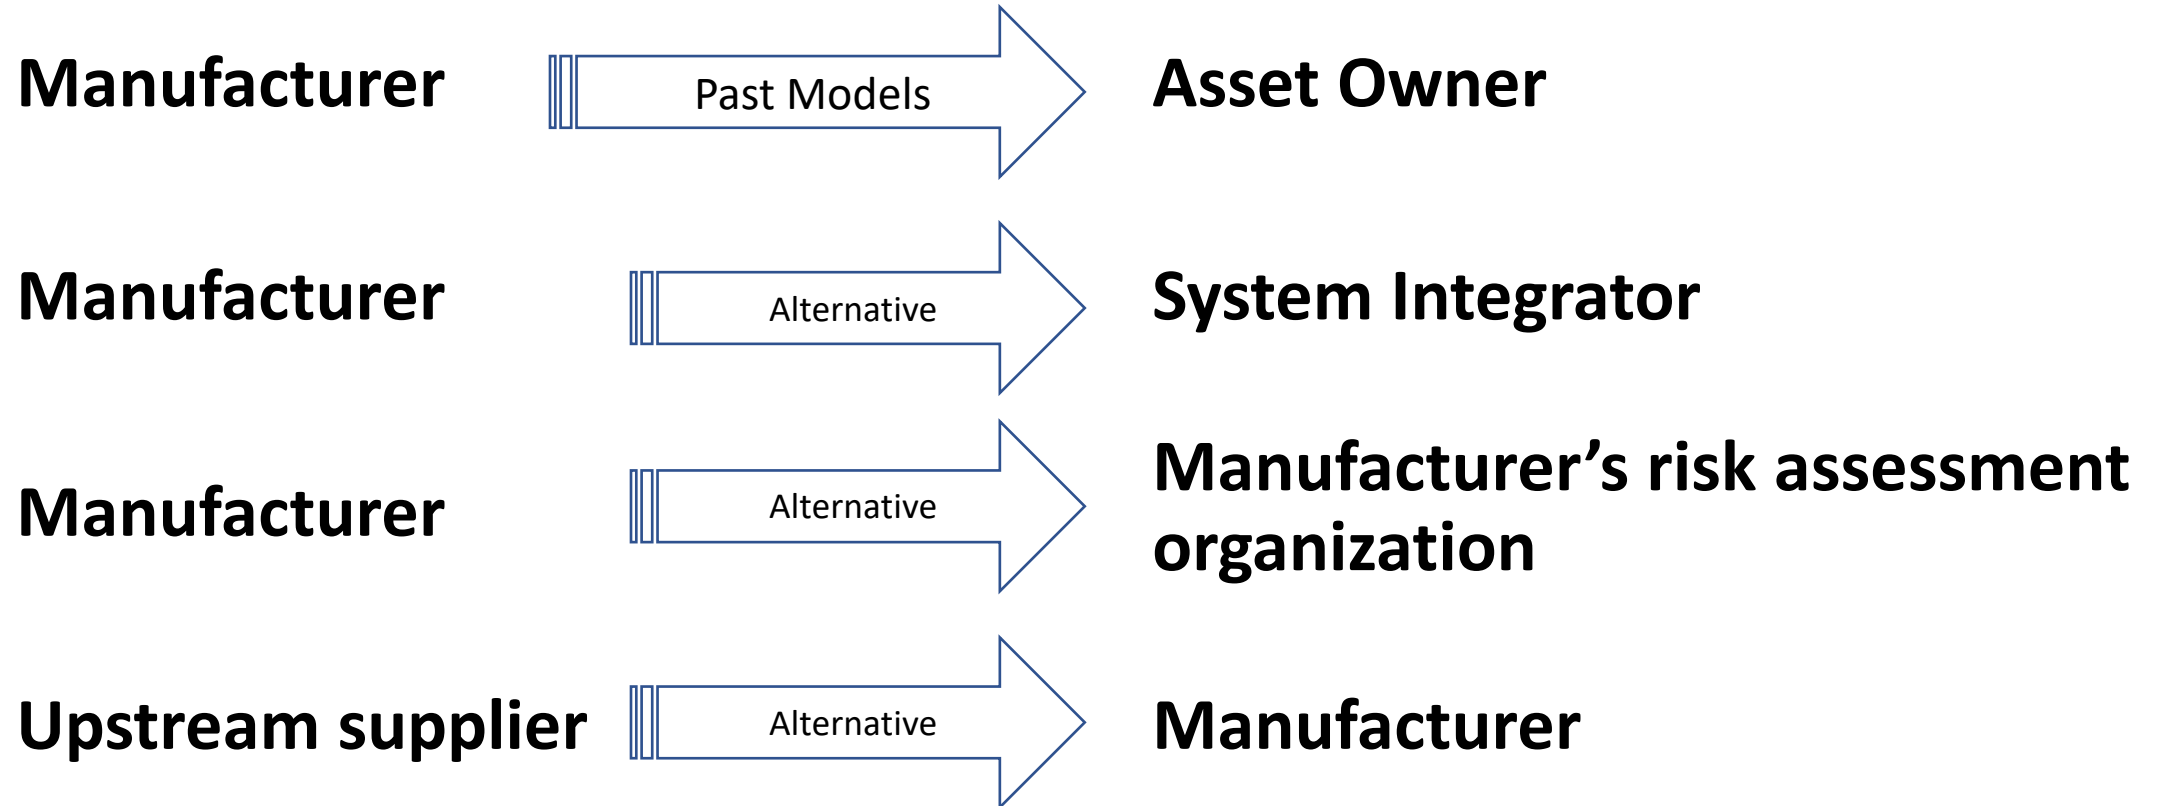 Manufacturer
Past Models
Asset Owner
Manufacturer
Alternative
System Integrator
Manufacturer
Alternative
Manufacturer’s risk assessment
organization
Upstream supplier
Alternative
Manufacturer